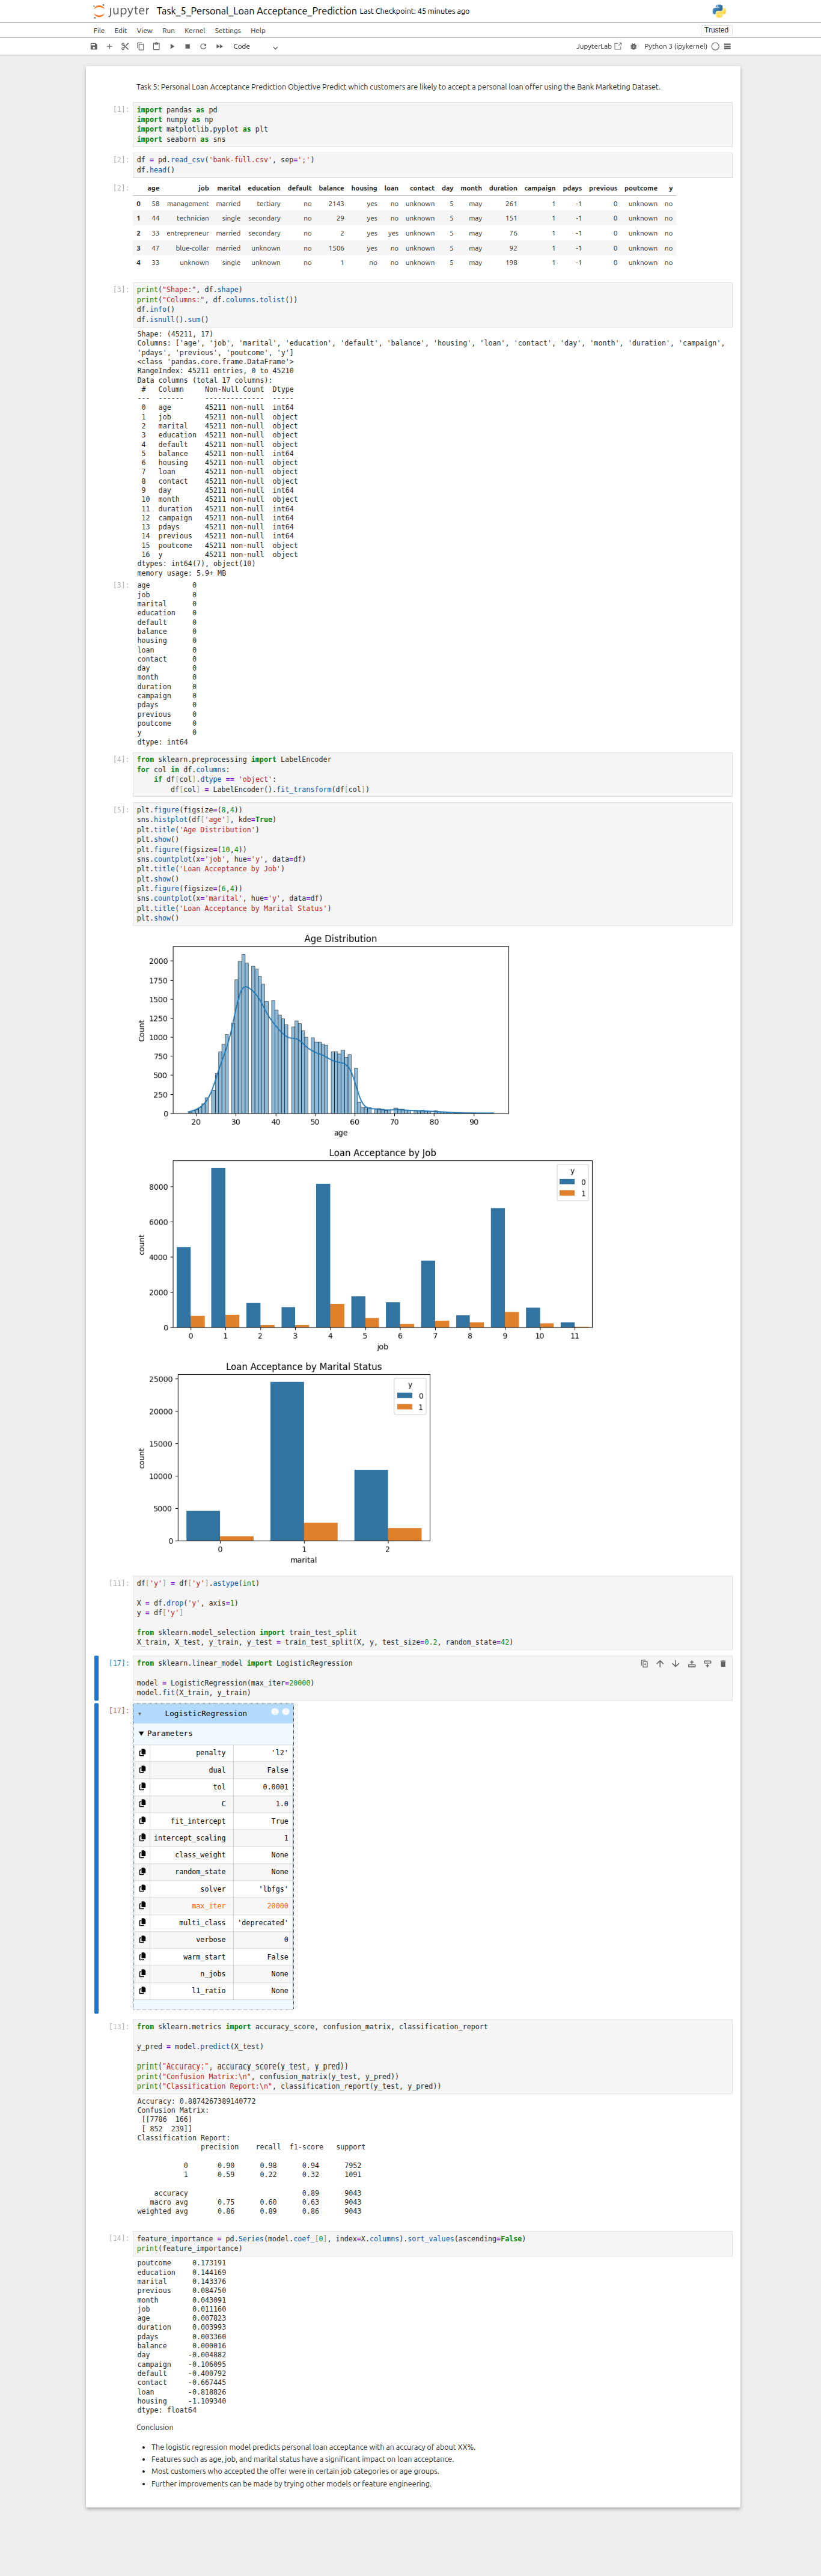 jupyter Task_5_Personal_Loan Acceptance_Prediction Last Checkpoint: 45 minutes ago
File Edit View Run Kernel Settings Help Trusted
Code JupyterLab Python 3 (ipykernel)
Task 5: Personal Loan Acceptance Prediction Objective Predict which customers are likely to accept a personal loan offer using the Bank Marketing Dataset.
[1]: import pandas as pd
import numpy as np
import matplotlib.pyplot as plt
import seaborn as sns
[2]: df = pd.read_csv('bank-full.csv', sep=';')
df.head()
[2]: age job marital education default balance housing loan contact day month duration campaign pdays previous poutcome y
0 58 management married tertiary no 2143 yes no unknown 5 may 261 1 -1 0 unknown no
1 44 technician single secondary no 29 yes no unknown 5 may 151 1 -1 0 unknown no
2 33 entrepreneur married secondary no 2 yes yes unknown 5 may 76 1 -1 0 unknown no
3 47 blue-collar married unknown no 1506 yes no unknown 5 may 92 1 -1 0 unknown no
4 33 unknown single unknown no 1 no no unknown 5 may 198 1 -1 0 unknown no
[3]: print("Shape:", df.shape)
print("Columns:", df.columns.tolist())
df.info()
df.isnull().sum()
Shape: (45211, 17)
Columns: ['age', 'job', 'marital', 'education', 'default', 'balance', 'housing', 'loan', 'contact', 'day', 'month', 'duration', 'campaign',
'pdays', 'previous', 'poutcome', 'y']
<class 'pandas.core.frame.DataFrame'>
RangeIndex: 45211 entries, 0 to 45210
Data columns (total 17 columns):
# Column Non-Null Count Dtype
--- ------ -------------- -----
0 age 45211 non-null int64
1 job 45211 non-null object
2 marital 45211 non-null object
3 education 45211 non-null object
4 default 45211 non-null object
5 balance 45211 non-null int64
6 housing 45211 non-null object
7 loan 45211 non-null object
8 contact 45211 non-null object
9 day 45211 non-null int64
10 month 45211 non-null object
11 duration 45211 non-null int64
12 campaign 45211 non-null int64
13 pdays 45211 non-null int64
14 previous 45211 non-null int64
15 poutcome 45211 non-null object
16 y 45211 non-null object
dtypes: int64(7), object(10)
memory usage: 5.9+ MB
[3]: age 0
job 0
marital 0
education 0
default 0
balance 0
housing 0
loan 0
contact 0
day 0
month 0
duration 0
campaign 0
pdays 0
previous 0
poutcome 0
y 0
dtype: int64
[4]: from sklearn.preprocessing import LabelEncoder
for col in df.columns:
if df[col].dtype == 'object':
df[col] = LabelEncoder().fit_transform(df[col])
[5]: plt.figure(figsize=(8,4))
sns.histplot(df['age'], kde=True)
plt.title('Age Distribution')
plt.show()
plt.figure(figsize=(10,4))
sns.countplot(x='job', hue='y', data=df)
plt.title('Loan Acceptance by Job')
plt.show()
plt.figure(figsize=(6,4))
sns.countplot(x='marital', hue='y', data=df)
plt.title('Loan Acceptance by Marital Status')
plt.show()
Age Distribution
2000
1750
1500
1250
1000
750
500
250
0
Count
20 30 40 50 60 70 80 90
age
Loan Acceptance by Job
8000
6000
4000
2000
0
count
y
0
1
0 1 2 3 4 5 6 7 8 9 10 11
job
Loan Acceptance by Marital Status
25000
20000
15000
10000
5000
0
count
y
0
1
0 1 2
marital
[11]: df['y'] = df['y'].astype(int)
X = df.drop('y', axis=1)
y = df['y']
from sklearn.model_selection import train_test_split
X_train, X_test, y_train, y_test = train_test_split(X, y, test_size=0.2, random_state=42)
[17]: from sklearn.linear_model import LogisticRegression
model = LogisticRegression(max_iter=20000)
model.fit(X_train, y_train)
[17]: LogisticRegression
Parameters
penalty 'l2'
dual False
tol 0.0001
C 1.0
fit_intercept True
intercept_scaling 1
class_weight None
random_state None
solver 'lbfgs'
max_iter 20000
multi_class 'deprecated'
verbose 0
warm_start False
n_jobs None
l1_ratio None
[13]: from sklearn.metrics import accuracy_score, confusion_matrix, classification_report
y_pred = model.predict(X_test)
print("Accuracy:", accuracy_score(y_test, y_pred))
print("Confusion Matrix:\n", confusion_matrix(y_test, y_pred))
print("Classification Report:\n", classification_report(y_test, y_pred))
Accuracy: 0.8874267389140772
Confusion Matrix:
[[7786 166]
[ 852 239]]
Classification Report:
precision recall f1-score support
0 0.90 0.98 0.94 7952
1 0.59 0.22 0.32 1091
accuracy 0.89 9043
macro avg 0.75 0.60 0.63 9043
weighted avg 0.86 0.89 0.86 9043
[14]: feature_importance = pd.Series(model.coef_[0], index=X.columns).sort_values(ascending=False)
print(feature_importance)
poutcome 0.173191
education 0.144169
marital 0.143376
previous 0.084750
month 0.043091
job 0.011160
age 0.007823
duration 0.003993
pdays 0.003360
balance 0.000016
day -0.004882
campaign -0.106095
default -0.400792
contact -0.667445
loan -0.818826
housing -1.109340
dtype: float64
Conclusion
• The logistic regression model predicts personal loan acceptance with an accuracy of about XX%.
• Features such as age, job, and marital status have a significant impact on loan acceptance.
• Most customers who accepted the offer were in certain job categories or age groups.
• Further improvements can be made by trying other models or feature engineering.